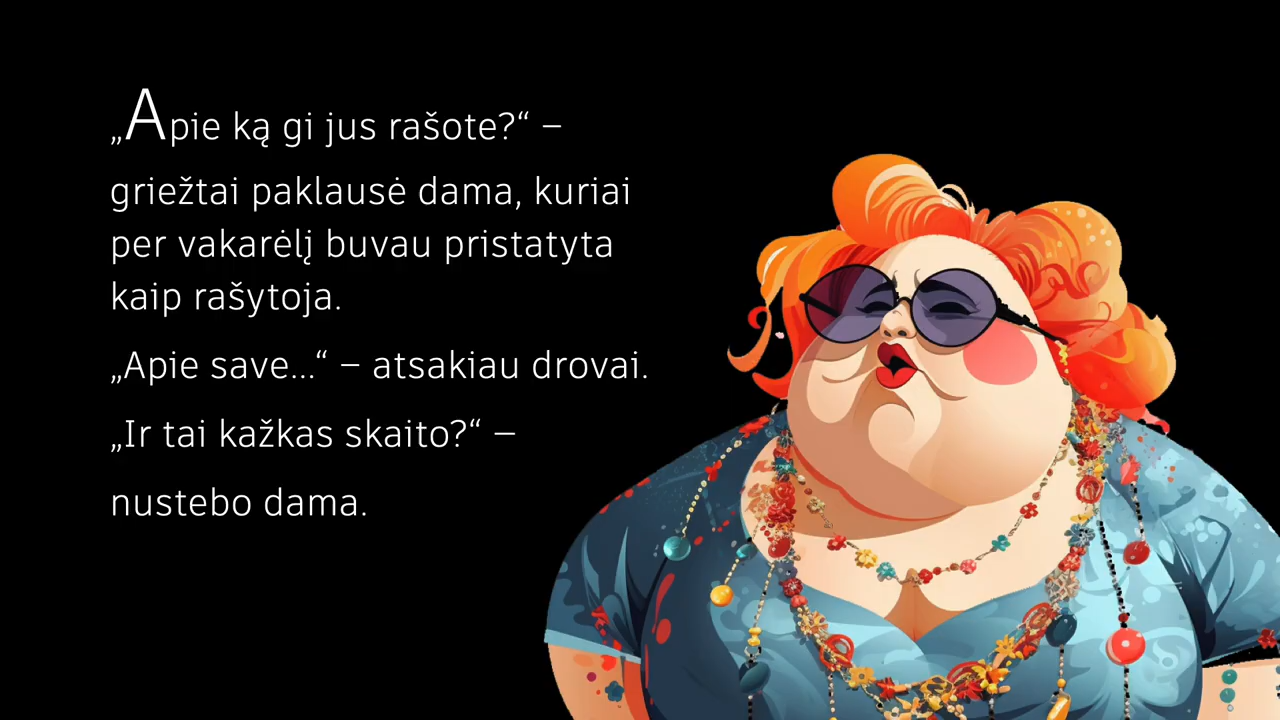 „Apie ką gi jus rašote?“ –
griežtai paklausė dama, kuriai
per vakarėlį buvau pristatyta
kaip rašytoja.
„Apie save...“ – atsakiau drovai.
„Ir tai kažkas skaito?“ –
nustebo dama.